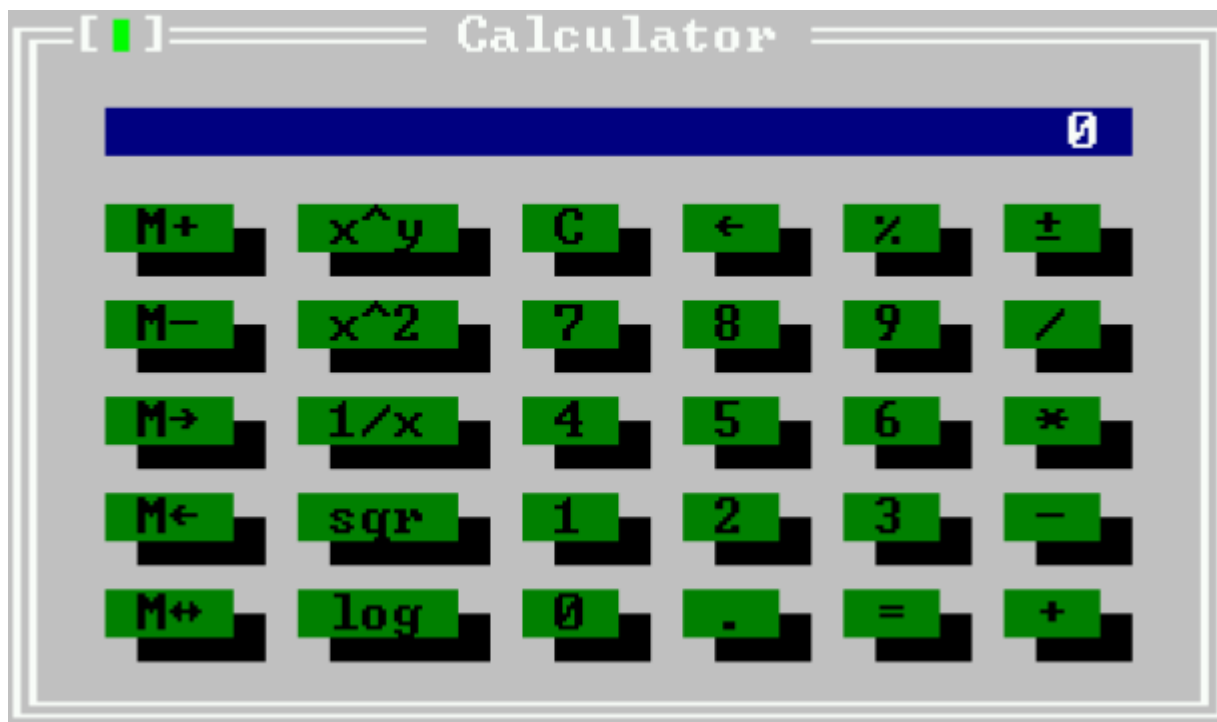 [▮] Calculator
0
M+ x^y C ← % ±
M- x^2 7 8 9 /
M→ 1/x 4 5 6 *
M← sqr 1 2 3 -
M↔ log 0 . = +